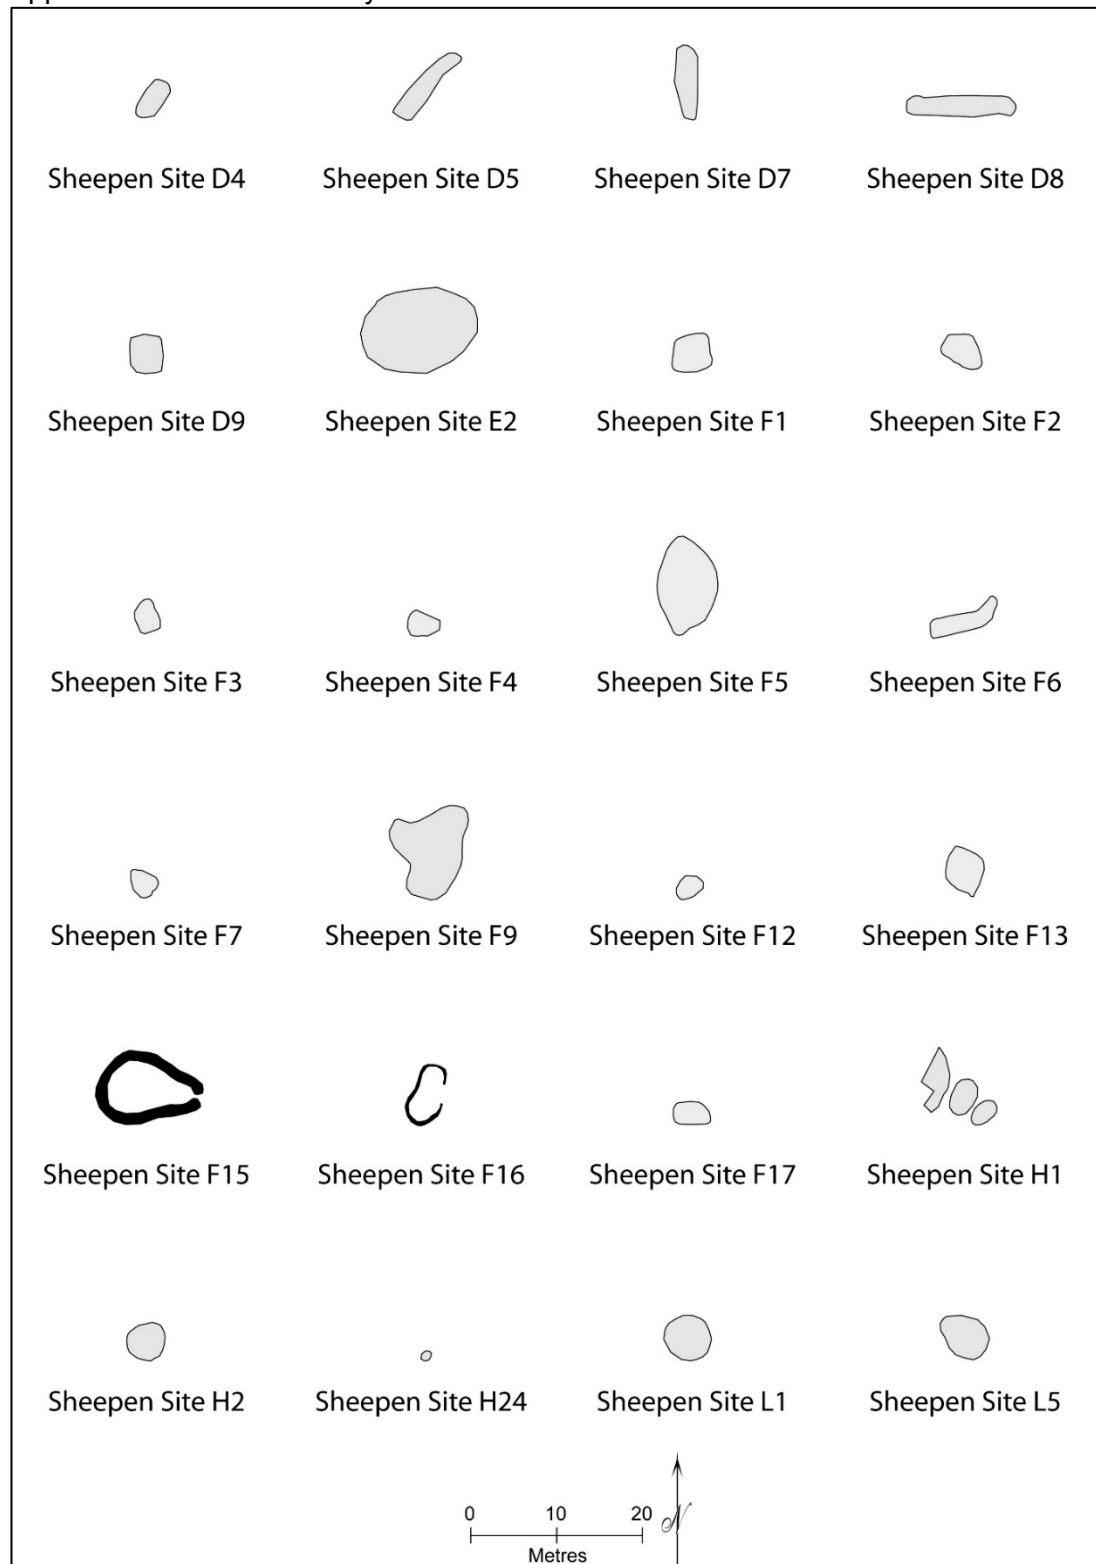 Sheepen Site D4 Sheepen Site D5 Sheepen Site D7 Sheepen Site D8
Sheepen Site D9 Sheepen Site E2 Sheepen Site F1 Sheepen Site F2
Sheepen Site F3 Sheepen Site F4 Sheepen Site F5 Sheepen Site F6
Sheepen Site F7 Sheepen Site F9 Sheepen Site F12 Sheepen Site F13
Sheepen Site F15 Sheepen Site F16 Sheepen Site F17 Sheepen Site H1
Sheepen Site H2 Sheepen Site H24 Sheepen Site L1 Sheepen Site L5
0 10 20 N
Metres